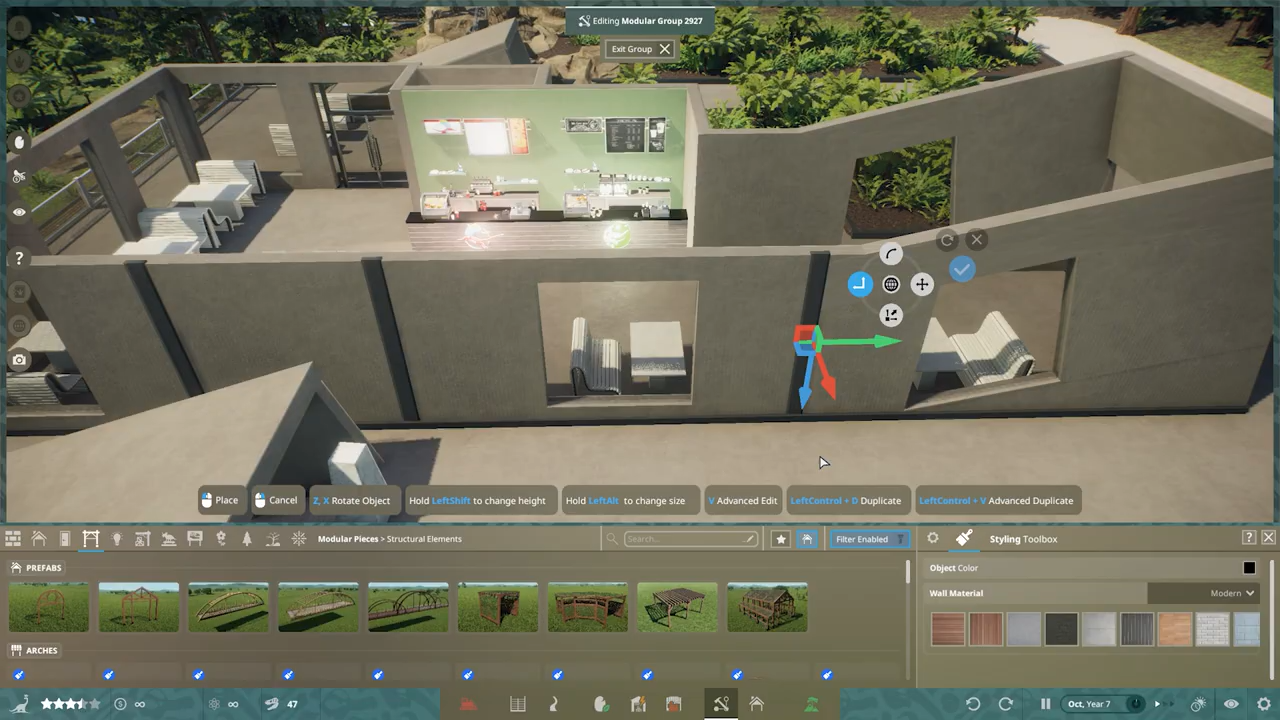 Editing Modular Group 2927
Exit Group
?
Place
Cancel
Z, X Rotate Object
Hold LeftShift to change height
Hold LeftAlt to change size
V Advanced Edit
LeftControl + D Duplicate
LeftControl + V Advanced Duplicate
Modular Pieces > Structural Elements
Search...
Filter Enabled
Styling Toolbox
?
PREFABS
Object Color
Wall Material
Modern
ARCHES
∞
∞
47
Oct, Year 7